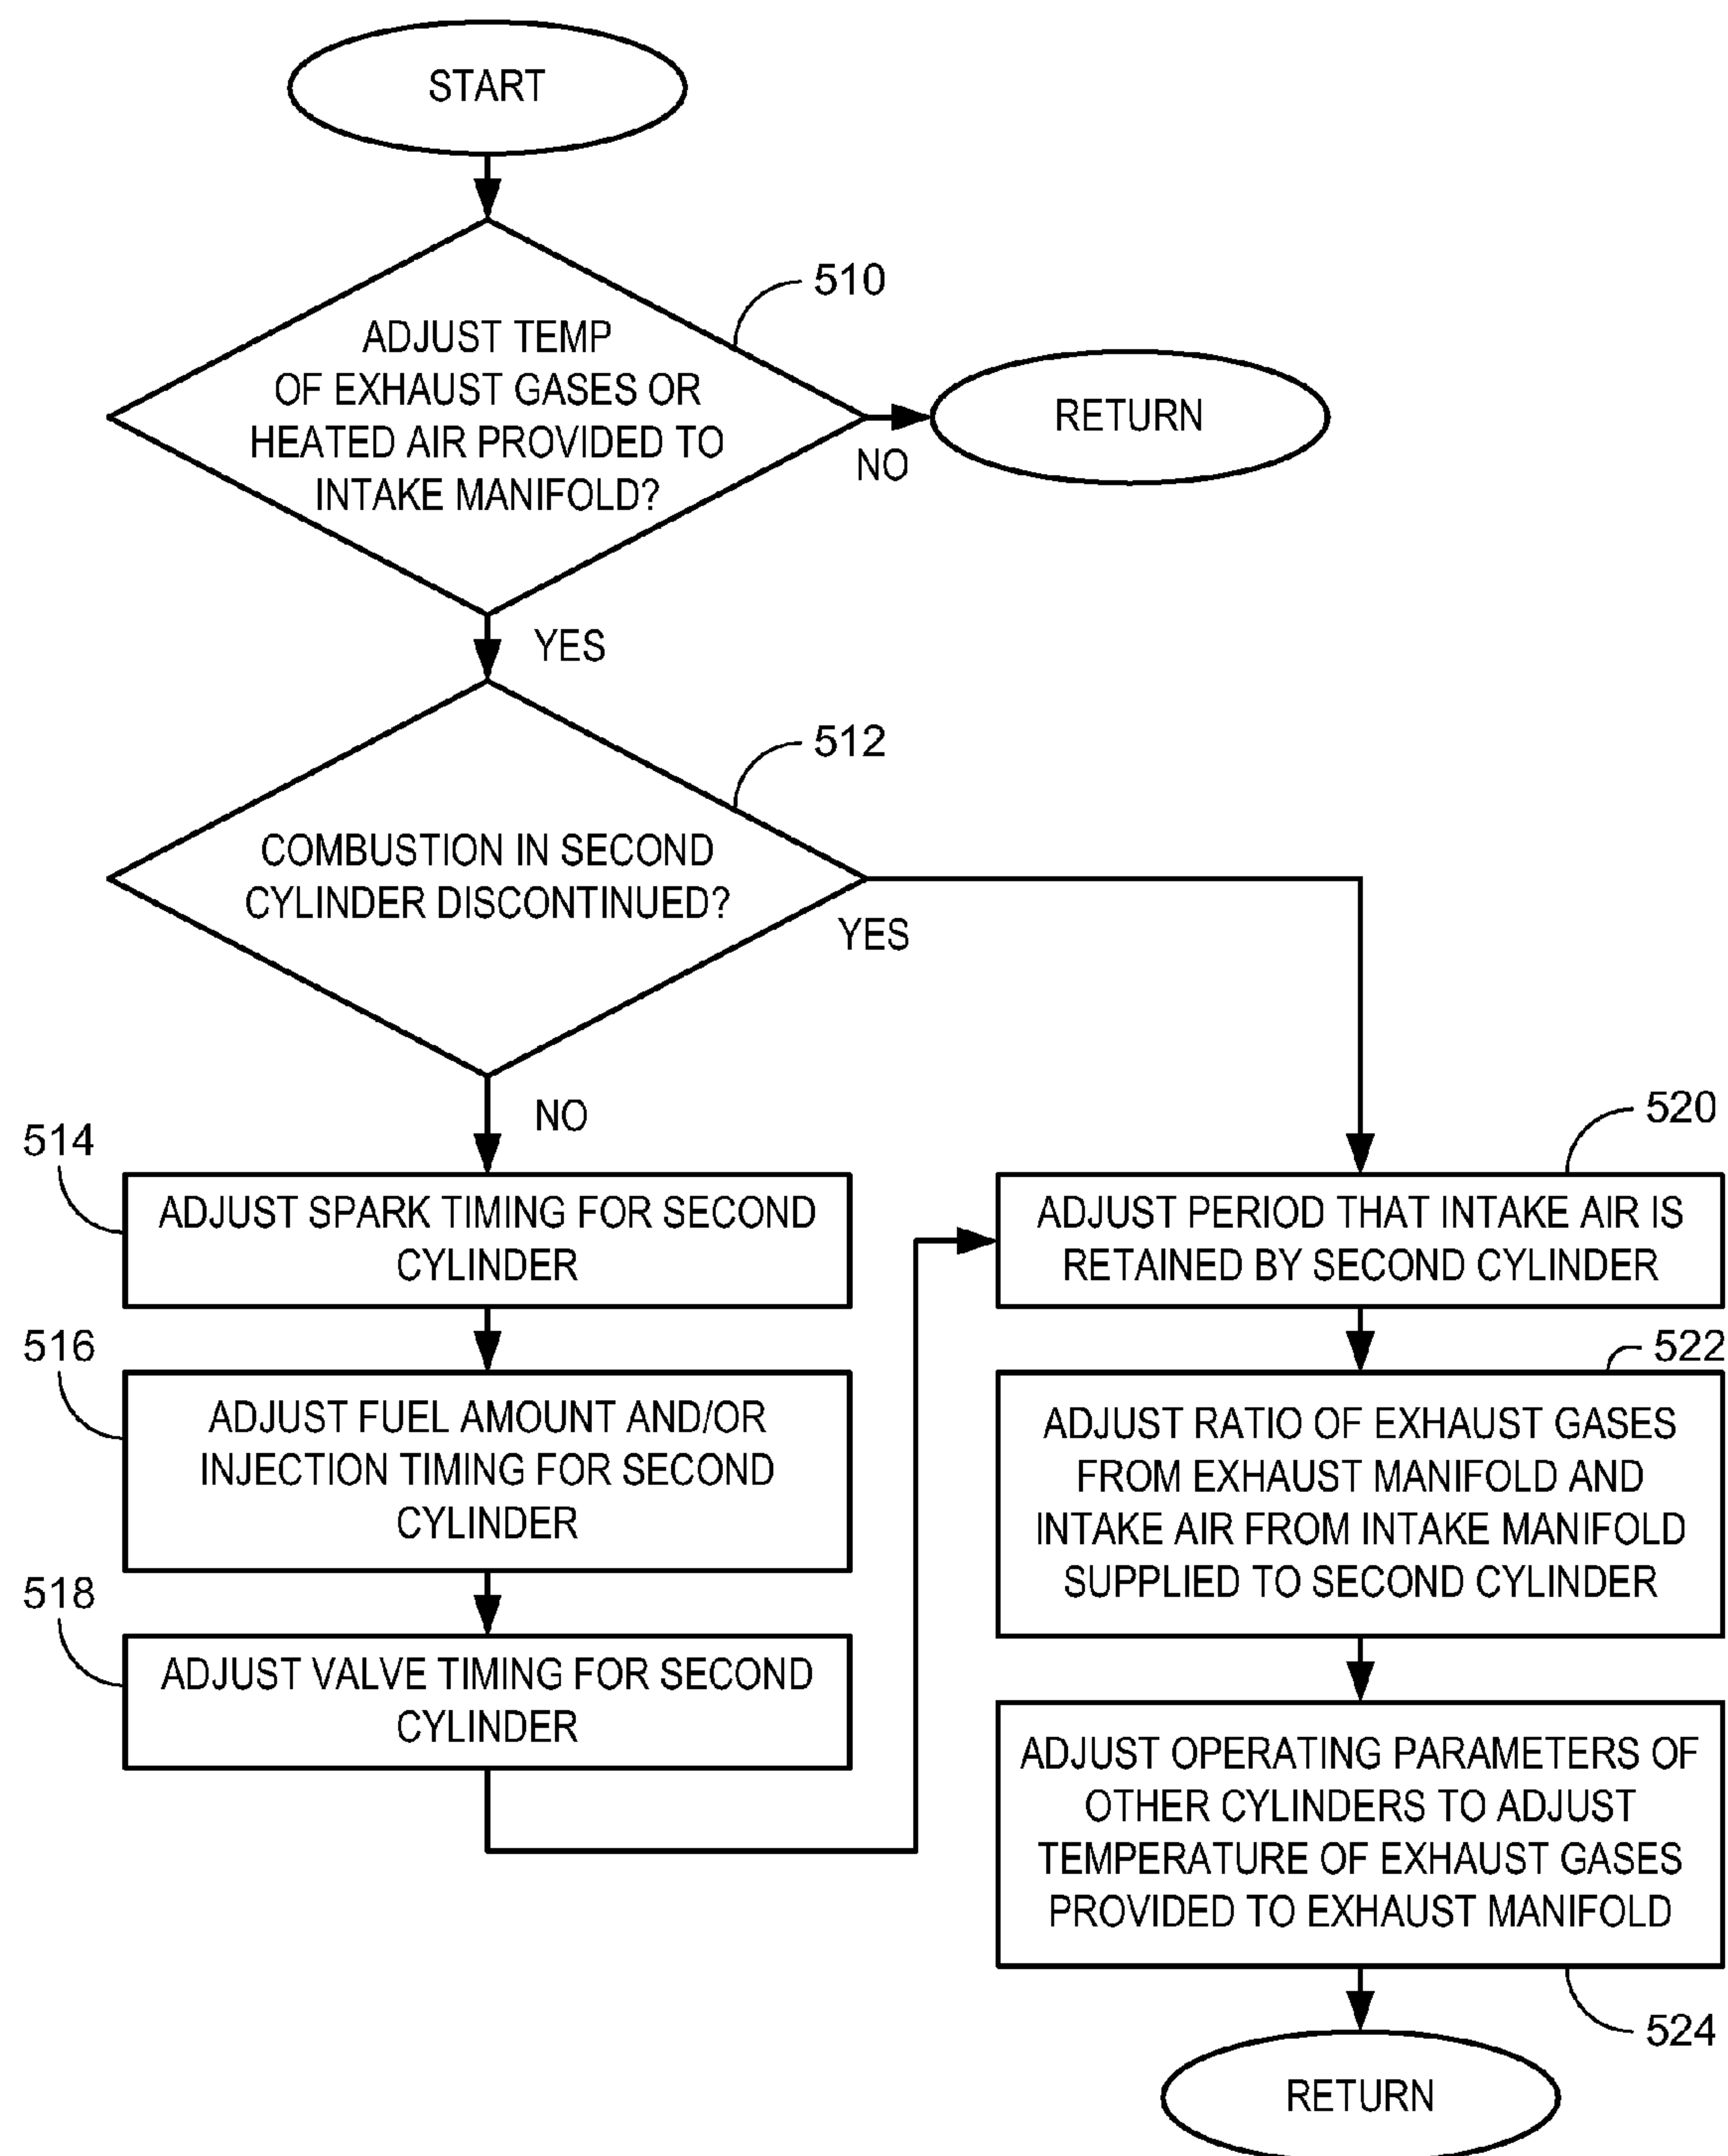 START
510
ADJUST TEMP
OF EXHAUST GASES OR
HEATED AIR PROVIDED TO
INTAKE MANIFOLD?
RETURN
NO
YES
512
COMBUSTION IN SECOND
CYLINDER DISCONTINUED?
YES
NO
514
ADJUST SPARK TIMING FOR SECOND
CYLINDER
516
ADJUST FUEL AMOUNT AND/OR
INJECTION TIMING FOR SECOND
CYLINDER
518
ADJUST VALVE TIMING FOR SECOND
CYLINDER
520
ADJUST PERIOD THAT INTAKE AIR IS
RETAINED BY SECOND CYLINDER
522
ADJUST RATIO OF EXHAUST GASES
FROM EXHAUST MANIFOLD AND
INTAKE AIR FROM INTAKE MANIFOLD
SUPPLIED TO SECOND CYLINDER
ADJUST OPERATING PARAMETERS OF
OTHER CYLINDERS TO ADJUST
TEMPERATURE OF EXHAUST GASES
PROVIDED TO EXHAUST MANIFOLD
524
RETURN